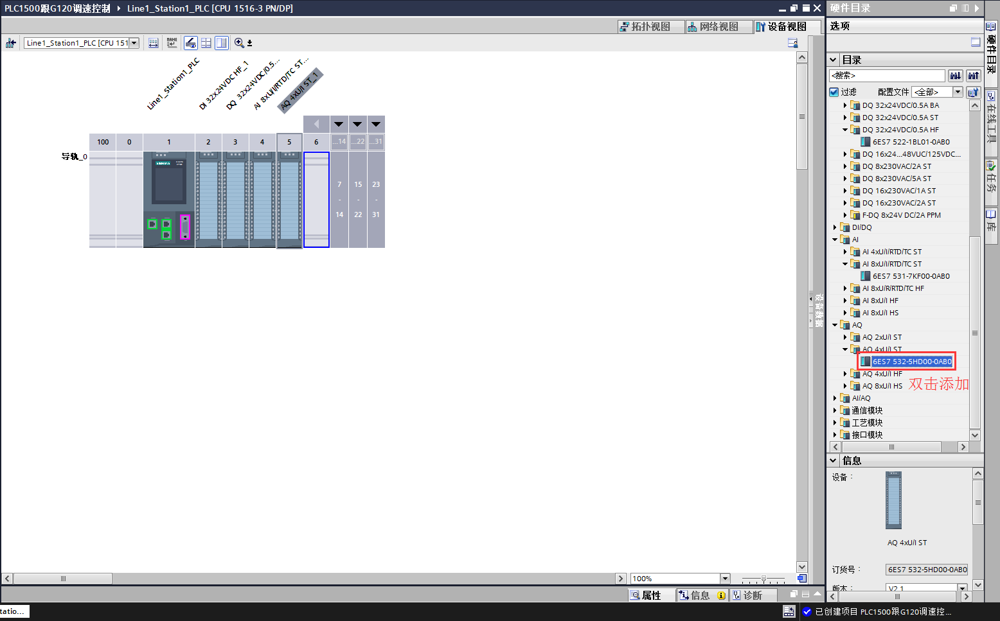 PLC1500跟G120调速控制 ▸ Line1_Station1_PLC [CPU 1516-3 PN/DP]
拓扑视图
网络视图
设备视图
Line1_Station1_PLC [CPU 151
Line1_Station1_PLC
DI 32x24VDC HF_1
DQ 32x24VDC/0.5...
AI 8xU/I/RTD/TC ST...
AQ 4xU/I ST_1
100 0 1 2 3 4 5 6 ...14 ...22 ...31
导轨_0
SIEMENS
7 15 23
- - -
14 22 31
设备数据
100%
属性
信息
诊断
硬件目录
选项
目录
<搜索>
过滤
配置文件 <全部>
DQ 32x24VDC/0.5A BA
DQ 32x24VDC/0.5A ST
DQ 32x24VDC/0.5A HF
6ES7 522-1BL01-0AB0
DQ 16x24...48VUC/125VDC...
DQ 8x230VAC/2A ST
DQ 8x230VAC/5A ST
DQ 16x230VAC/1A ST
DQ 16x230VAC/2A ST
F-DQ 8x24V DC/2A PPM
DI/DQ
AI
AI 4xU/I/RTD/TC ST
AI 8xU/I/RTD/TC ST
6ES7 531-7KF00-0AB0
AI 8xU/R/RTD/TC HF
AI 8xU/I HF
AI 8xU/I HS
AQ
AQ 2xU/I ST
AQ 4xU/I ST
6ES7 532-5HD00-0AB0
AQ 4xU/I HF
AQ 8xU/I HS
双击添加
AI/AQ
通信模块
工艺模块
接口模块
信息
设备：
AQ 4xU/I ST
订货号：
6ES7 532-5HD00-0AB0
版本：
V2.1
硬件目录
在线工具
任务
库
tatio...
已创建项目 PLC1500跟G120调速控...